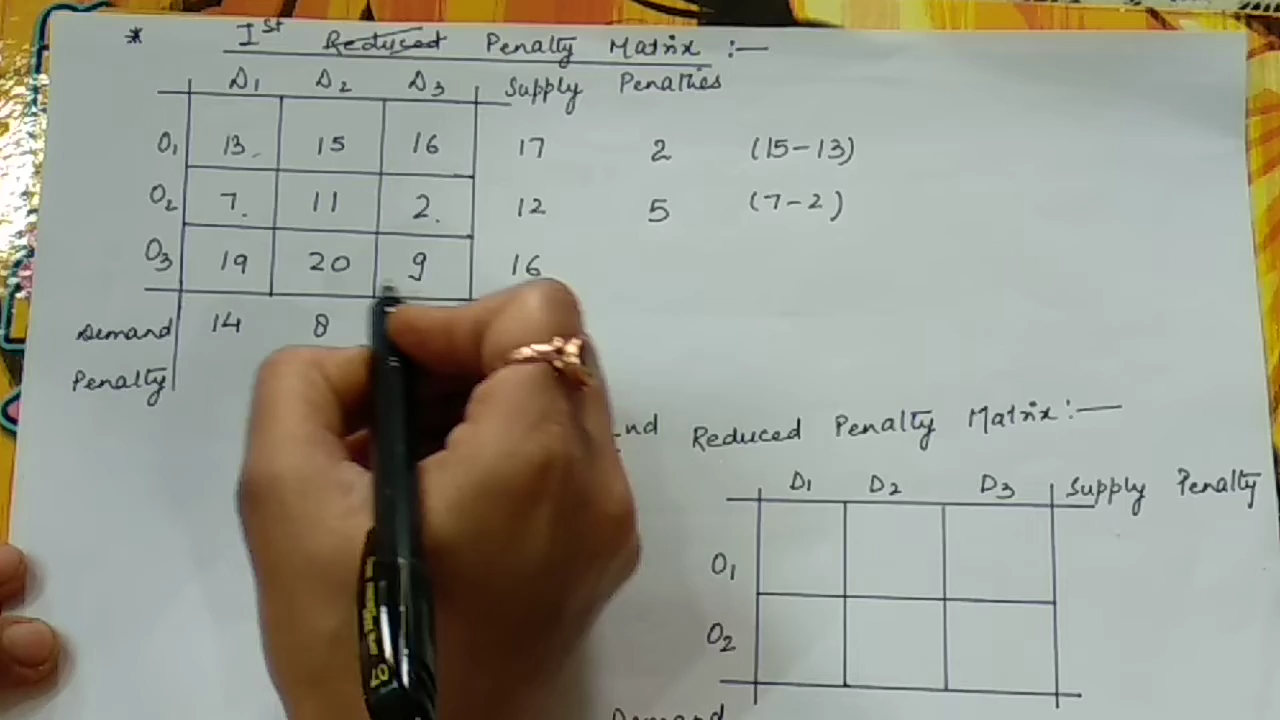 * Ist Reduced Penalty Matrix :—
D1 D2 D3 Supply Penalties
O1 13 15 16 17 2 (15-13)
O2 7 11 2 12 5 (7-2)
O3 19 20 9 16
Demand 14 8
Penalty
nd Reduced Penalty Matrix :—
D1 D2 D3 Supply Penalty
O1
O2
Demand